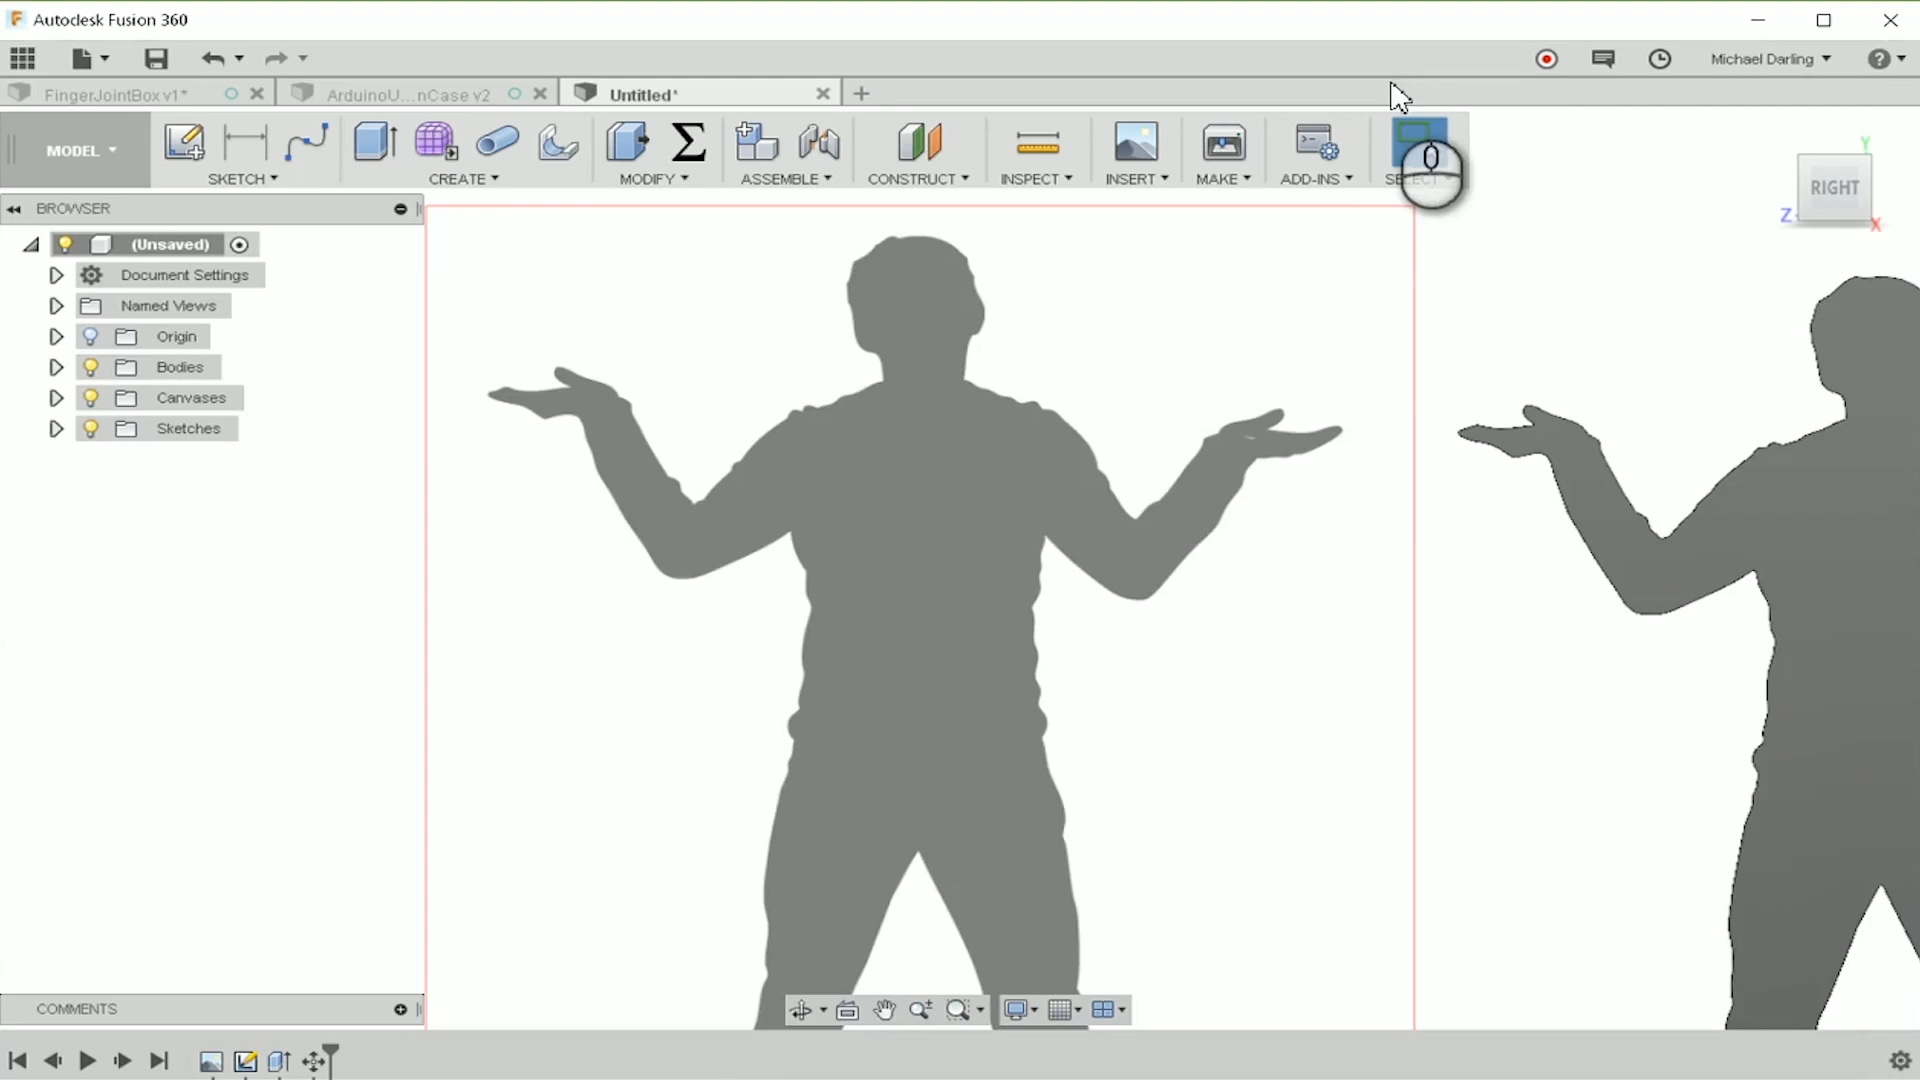 Autodesk Fusion 360
Michael Darling
FingerJointBox v1*
ArduinoU...nCase v2
Untitled*
MODEL
SKETCH
CREATE
MODIFY
ASSEMBLE
CONSTRUCT
INSPECT
INSERT
MAKE
ADD-INS
RIGHT
Y
Z
X
BROWSER
(Unsaved)
Document Settings
Named Views
Origin
Bodies
Canvases
Sketches
COMMENTS